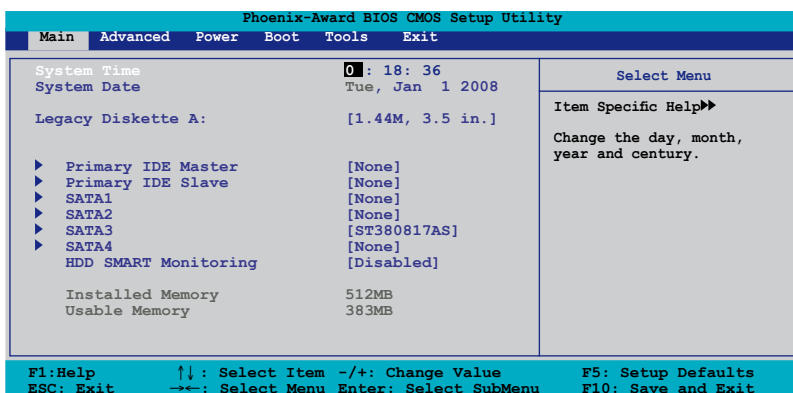 Phoenix-Award BIOS CMOS Setup Utility
Main Advanced Power Boot Tools Exit
System Time 0 : 18: 36
System Date Tue, Jan 1 2008
Legacy Diskette A: [1.44M, 3.5 in.]
Primary IDE Master [None]
Primary IDE Slave [None]
SATA1 [None]
SATA2 [None]
SATA3 [ST380817AS]
SATA4 [None]
HDD SMART Monitoring [Disabled]
Installed Memory 512MB
Usable Memory 383MB
Select Menu
Item Specific Help
Change the day, month,
year and century.
F1:Help ↑↓ : Select Item -/+: Change Value F5: Setup Defaults
ESC: Exit →←: Select Menu Enter: Select SubMenu F10: Save and Exit